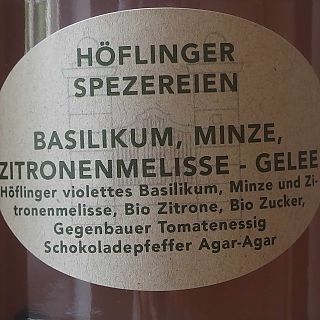 HÖFLINGER
SPEZEREIEN
BASILIKUM, MINZE,
ZITRONENMELISSE - GELEE
Höflinger violettes Basilikum, Minze und Zi-
tronenmelisse, Bio Zitrone, Bio Zucker,
Gegenbauer Tomatenessig
Schokoladepfeffer Agar-Agar